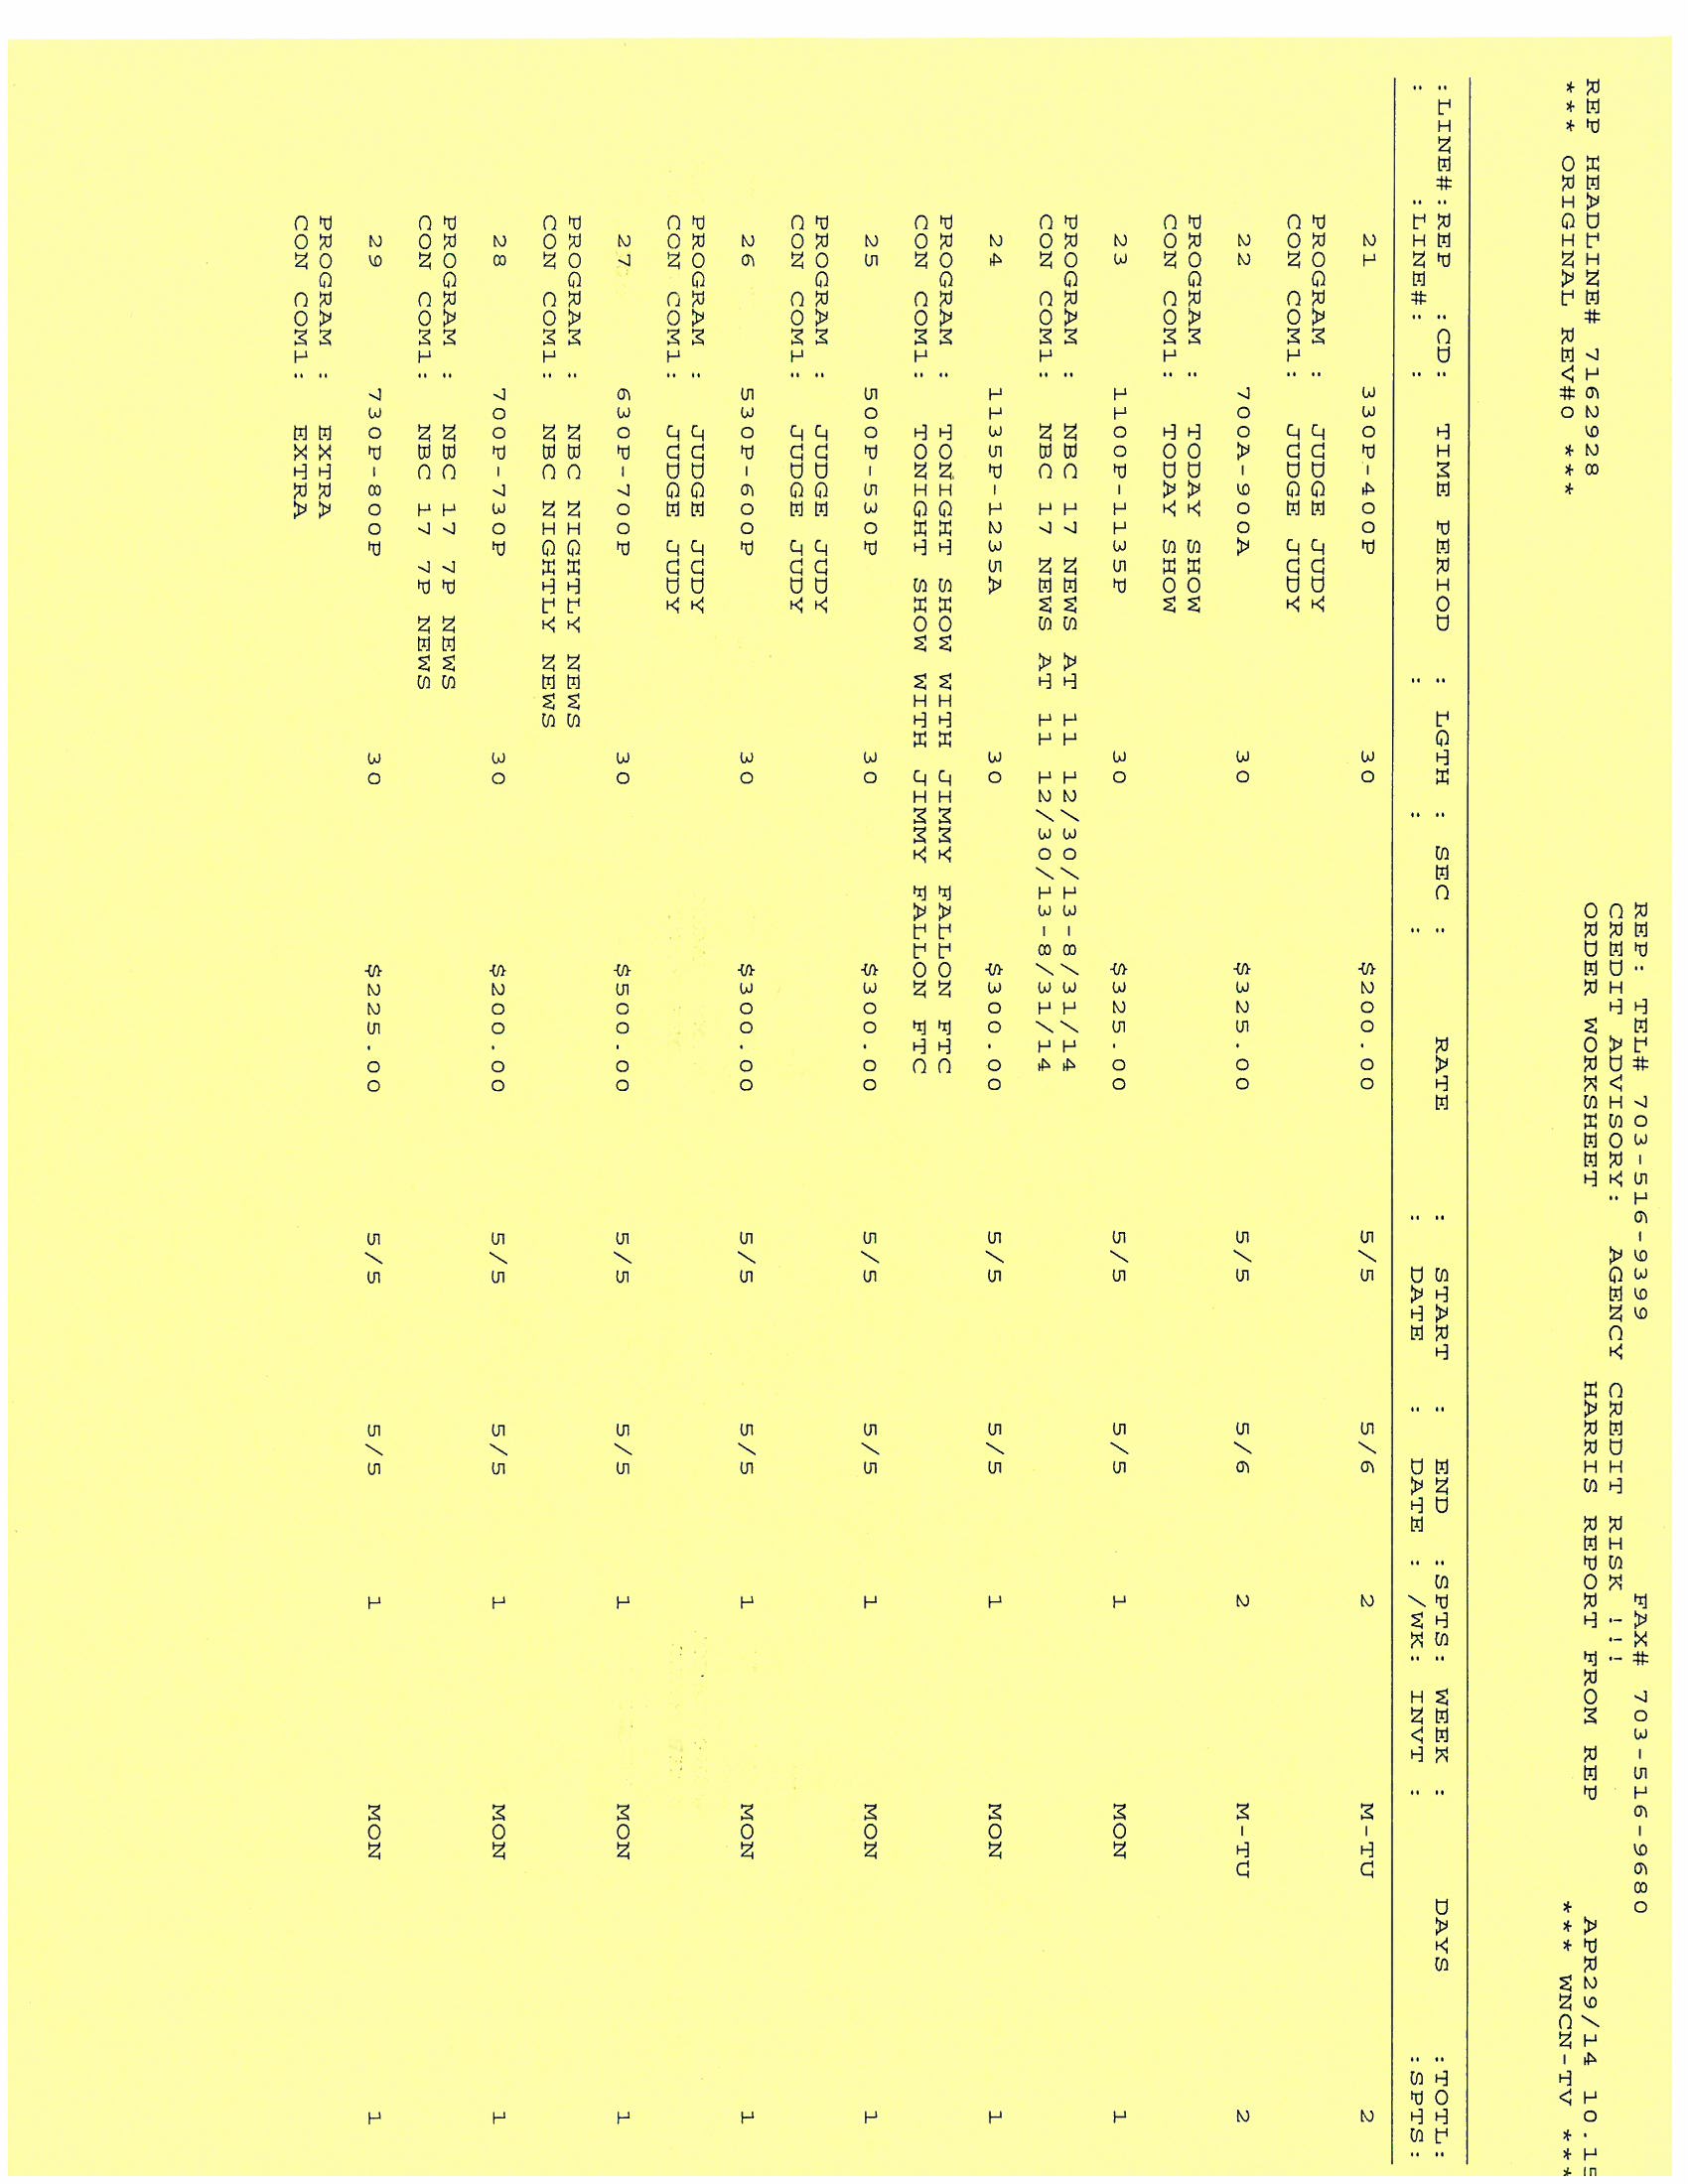 REP: TEL# 703-516-9399 FAX# 703-516-9680
CREDIT ADVISORY: AGENCY CREDIT RISK !!!
REP HEADLINE# 7162928 ORDER WORKSHEET HARRIS REPORT FROM REP APR29/14 10.15
*** ORIGINAL REV#0 *** *** WNCN-TV ***
:LINE#:REP :CD: TIME PERIOD : LGTH : SEC : RATE : START : END :SPTS: WEEK : DAYS :TOTL:
: :LINE#: : : : : : DATE : DATE : /WK: INVT : :SPTS:
21 330P-400P 30 $200.00 5/5 5/6 2 M-TU 2
PROGRAM : JUDGE JUDY
CON COM1: JUDGE JUDY
22 700A-900A 30 $325.00 5/5 5/6 2 M-TU 2
PROGRAM : TODAY SHOW
CON COM1: TODAY SHOW
23 1100P-1135P 30 $325.00 5/5 5/5 1 MON 1
PROGRAM : NBC 17 NEWS AT 11 12/30/13-8/31/14
CON COM1: NBC 17 NEWS AT 11 12/30/13-8/31/14
24 1135P-1235A 30 $300.00 5/5 5/5 1 MON 1
PROGRAM : TONIGHT SHOW WITH JIMMY FALLON FTC
CON COM1: TONIGHT SHOW WITH JIMMY FALLON FTC
25 500P-530P 30 $300.00 5/5 5/5 1 MON 1
PROGRAM : JUDGE JUDY
CON COM1: JUDGE JUDY
26 530P-600P 30 $300.00 5/5 5/5 1 MON 1
PROGRAM : JUDGE JUDY
CON COM1: JUDGE JUDY
27 630P-700P 30 $500.00 5/5 5/5 1 MON 1
PROGRAM : NBC NIGHTLY NEWS
CON COM1: NBC NIGHTLY NEWS
28 700P-730P 30 $200.00 5/5 5/5 1 MON 1
PROGRAM : NBC 17 7P NEWS
CON COM1: NBC 17 7P NEWS
29 730P-800P 30 $225.00 5/5 5/5 1 MON 1
PROGRAM : EXTRA
CON COM1: EXTRA